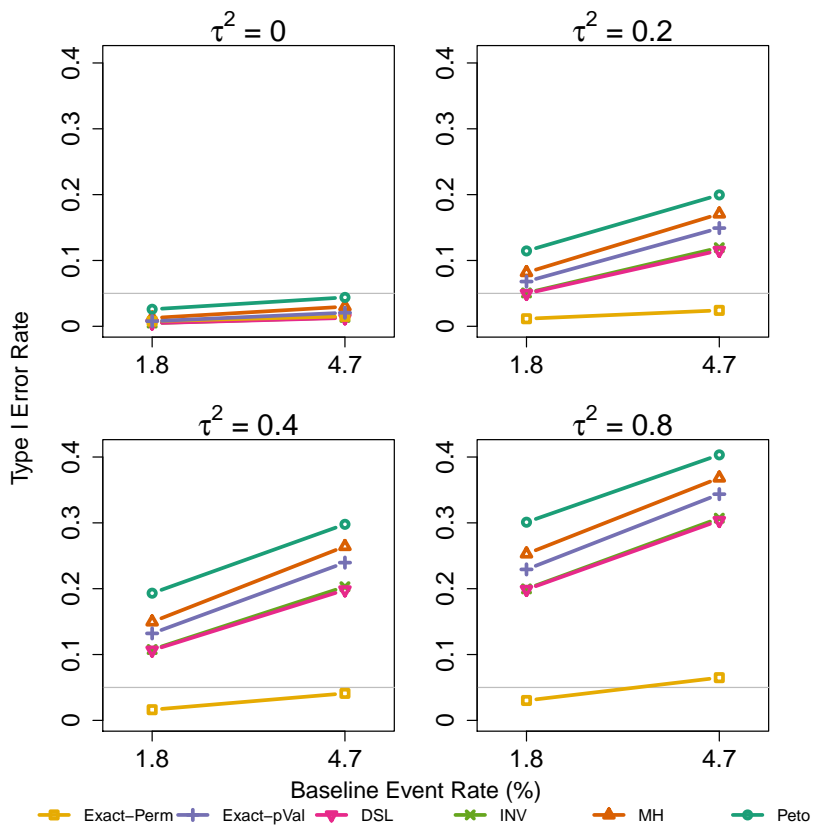 τ² = 0
τ² = 0.2
0 0.1 0.2 0.3 0.4
0 0.1 0.2 0.3 0.4
1.8 4.7
1.8 4.7
Type I Error Rate
τ² = 0.4
τ² = 0.8
0 0.1 0.2 0.3 0.4
0 0.1 0.2 0.3 0.4
1.8 4.7
1.8 4.7
Baseline Event Rate (%)
Exact−Perm Exact−pVal DSL INV MH Peto